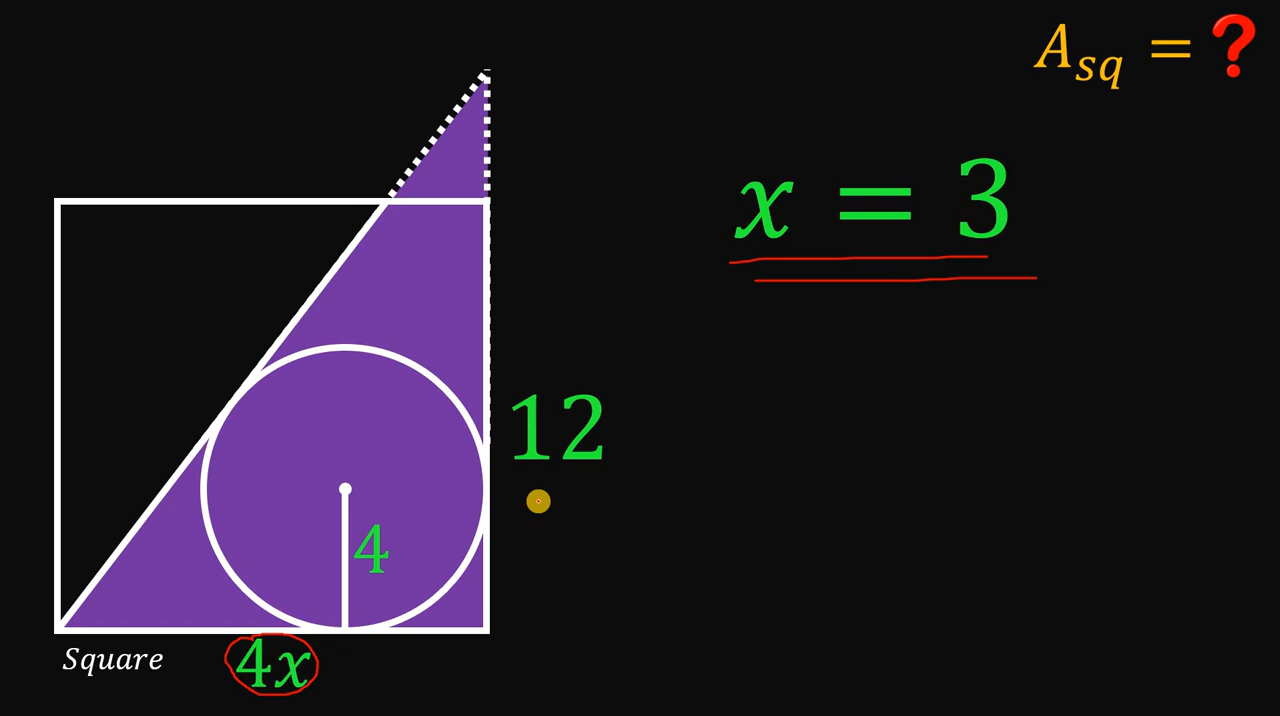 A_sq = ?
x = 3
12
4
Square
4x